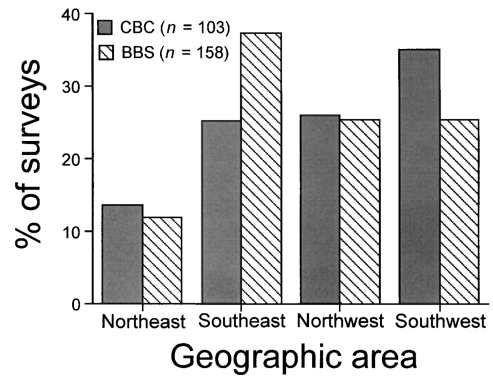 CBC (n = 103)
BBS (n = 158)
% of surveys
40
30
20
10
0
Northeast Southeast Northwest Southwest
Geographic area